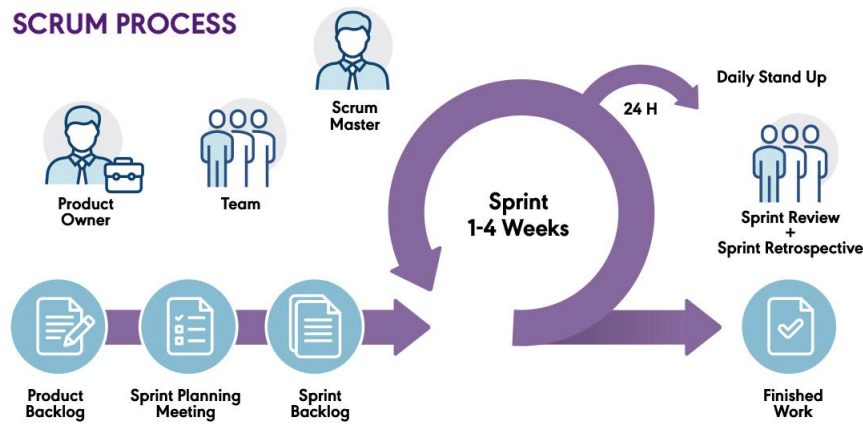 SCRUM PROCESS
Scrum
Master
Product
Owner
Team
Daily Stand Up
24 H
Sprint
1-4 Weeks
Sprint Review
+
Sprint Retrospective
Product
Backlog
Sprint Planning
Meeting
Sprint
Backlog
Finished
Work